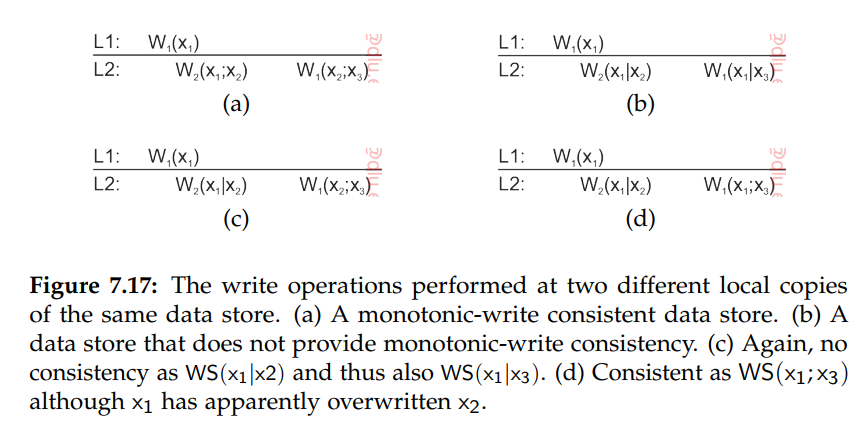 L1: W₁(x₁) L1: W₁(x₁)
L2: W₂(x₁;x₂) W₁(x₂;x₃) L2: W₂(x₁|x₂) W₁(x₁|x₃)
(a) (b)
L1: W₁(x₁) L1: W₁(x₁)
L2: W₂(x₁|x₂) W₁(x₂;x₃) L2: W₂(x₁|x₂) W₁(x₁;x₃)
(c) (d)
Figure 7.17: The write operations performed at two different local copies
of the same data store. (a) A monotonic-write consistent data store. (b) A
data store that does not provide monotonic-write consistency. (c) Again, no
consistency as WS(x₁|x2) and thus also WS(x₁|x₃). (d) Consistent as WS(x₁;x₃)
although x₁ has apparently overwritten x₂.